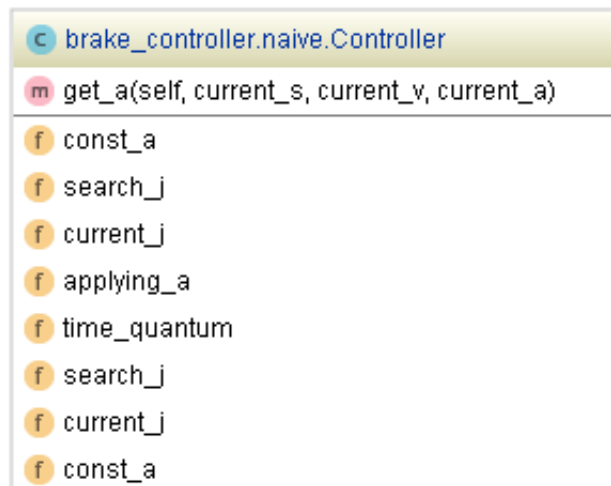 C brake_controller.naive.Controller
m get_a(self, current_s, current_v, current_a)
f const_a
f search_j
f current_j
f applying_a
f time_quantum
f search_j
f current_j
f const_a